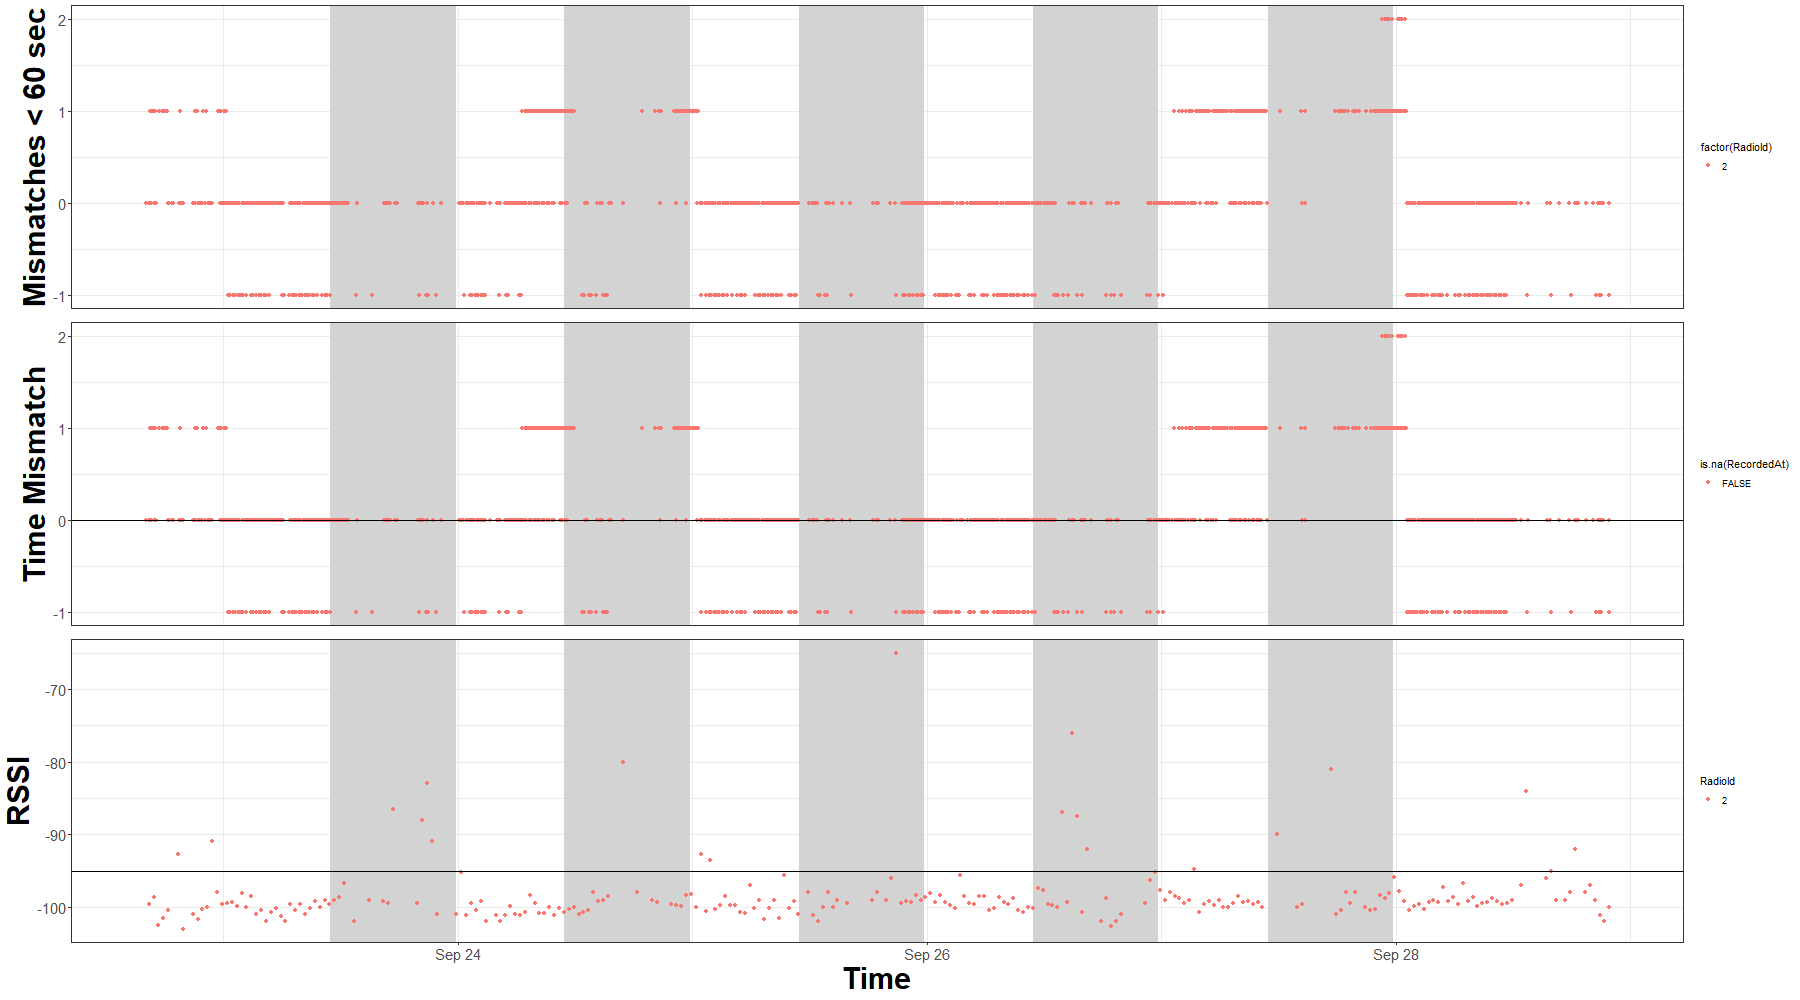 Mismatches < 60 sec
2
1
0
-1
factor(RadioId)
2
Time Mismatch
2
1
0
-1
is.na(RecordedAt)
FALSE
RSSI
-70
-80
-90
-100
RadioId
2
Sep 24
Sep 26
Sep 28
Time